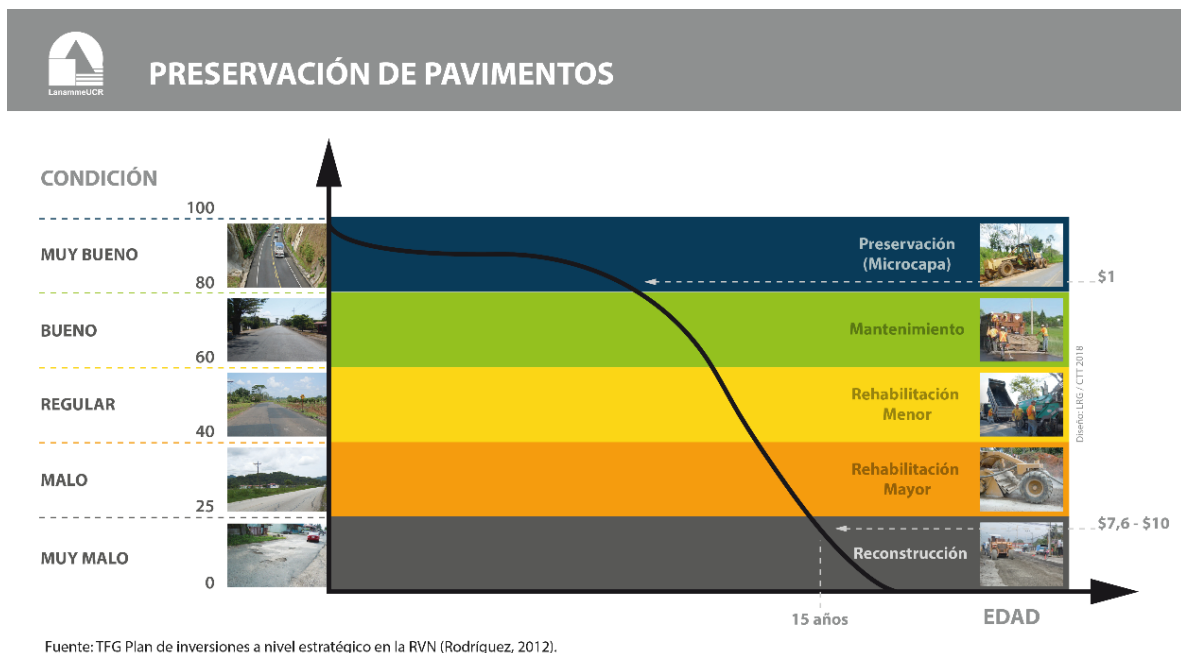 LanammeUCR
PRESERVACIÓN DE PAVIMENTOS
CONDICIÓN
100
MUY BUENO
80
BUENO
60
REGULAR
40
MALO
25
MUY MALO
0
Preservación
(Microcapa)
$1
Mantenimiento
Rehabilitación
Menor
Rehabilitación
Mayor
$7,6 - $10
Reconstrucción
15 años
EDAD
Diseño: LRG / CTT 2018
Fuente: TFG Plan de inversiones a nivel estratégico en la RVN (Rodríguez, 2012).